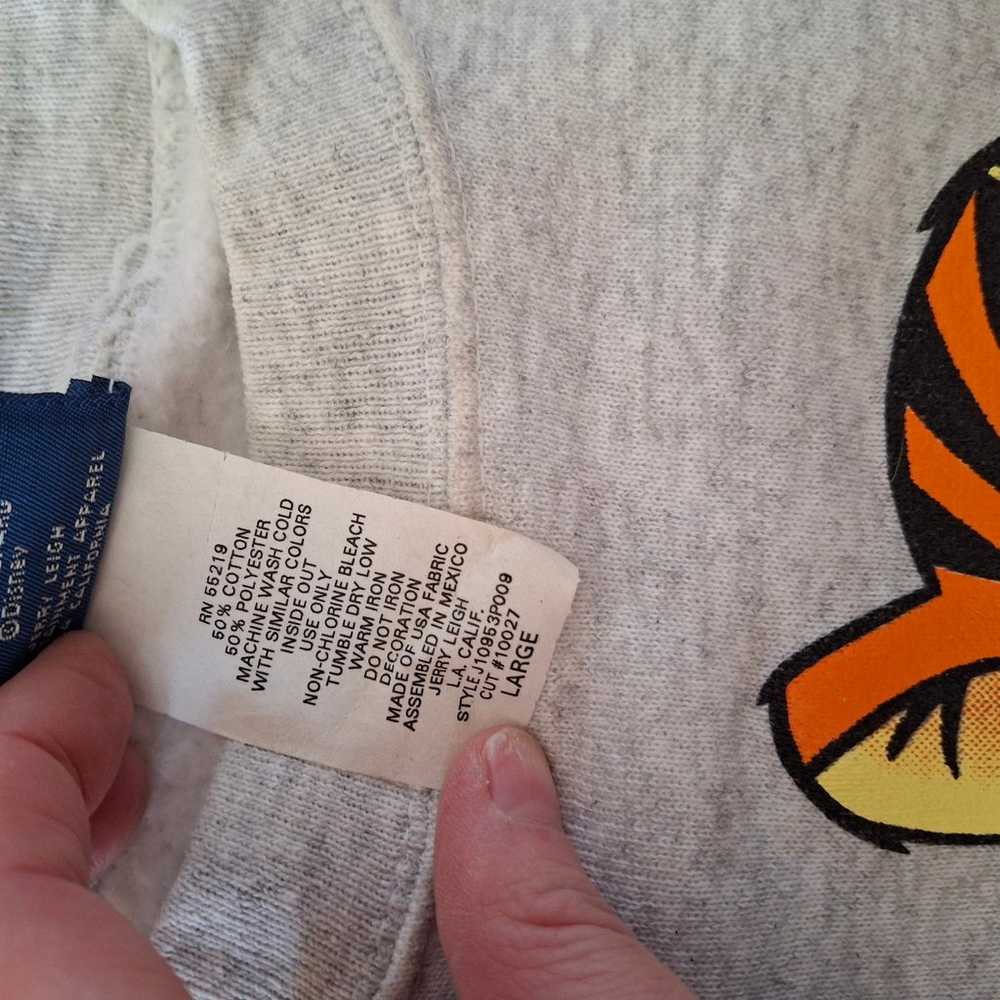 ©Disney
JERRY LEIGH
APPAREL
CALIFORNIA
RN 55219
50% COTTON
50% POLYESTER
MACHINE WASH COLD
WITH SIMILAR COLORS
INSIDE OUT
USE ONLY
NON-CHLORINE BLEACH
TUMBLE DRY LOW
WARM IRON
DO NOT IRON
DECORATION
MADE OF USA FABRIC
ASSEMBLED IN MEXICO
JERRY LEIGH
L.A. CALIF.
STYLE J10953P009
CUT #10027
LARGE